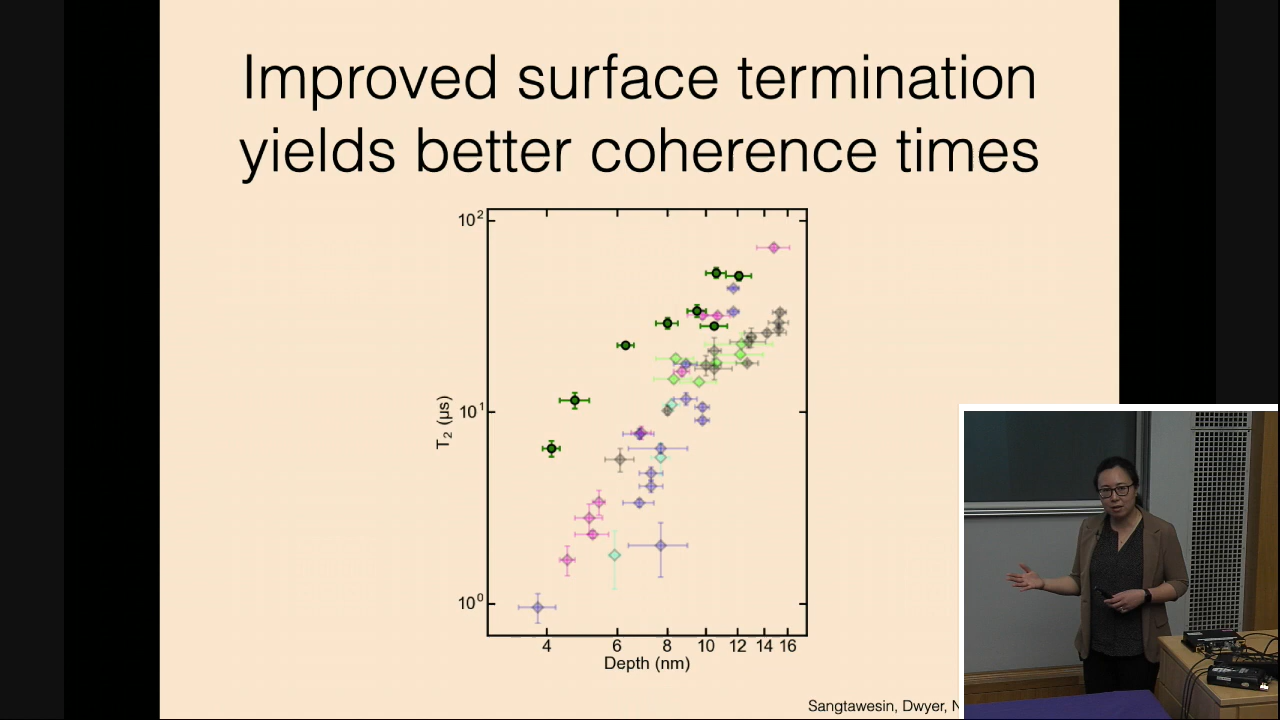 Improved surface termination
yields better coherence times
10²
10¹
10⁰
T₂ (µs)
4 6 8 10 12 14 16
Depth (nm)
Sangtawesin, Dwyer,